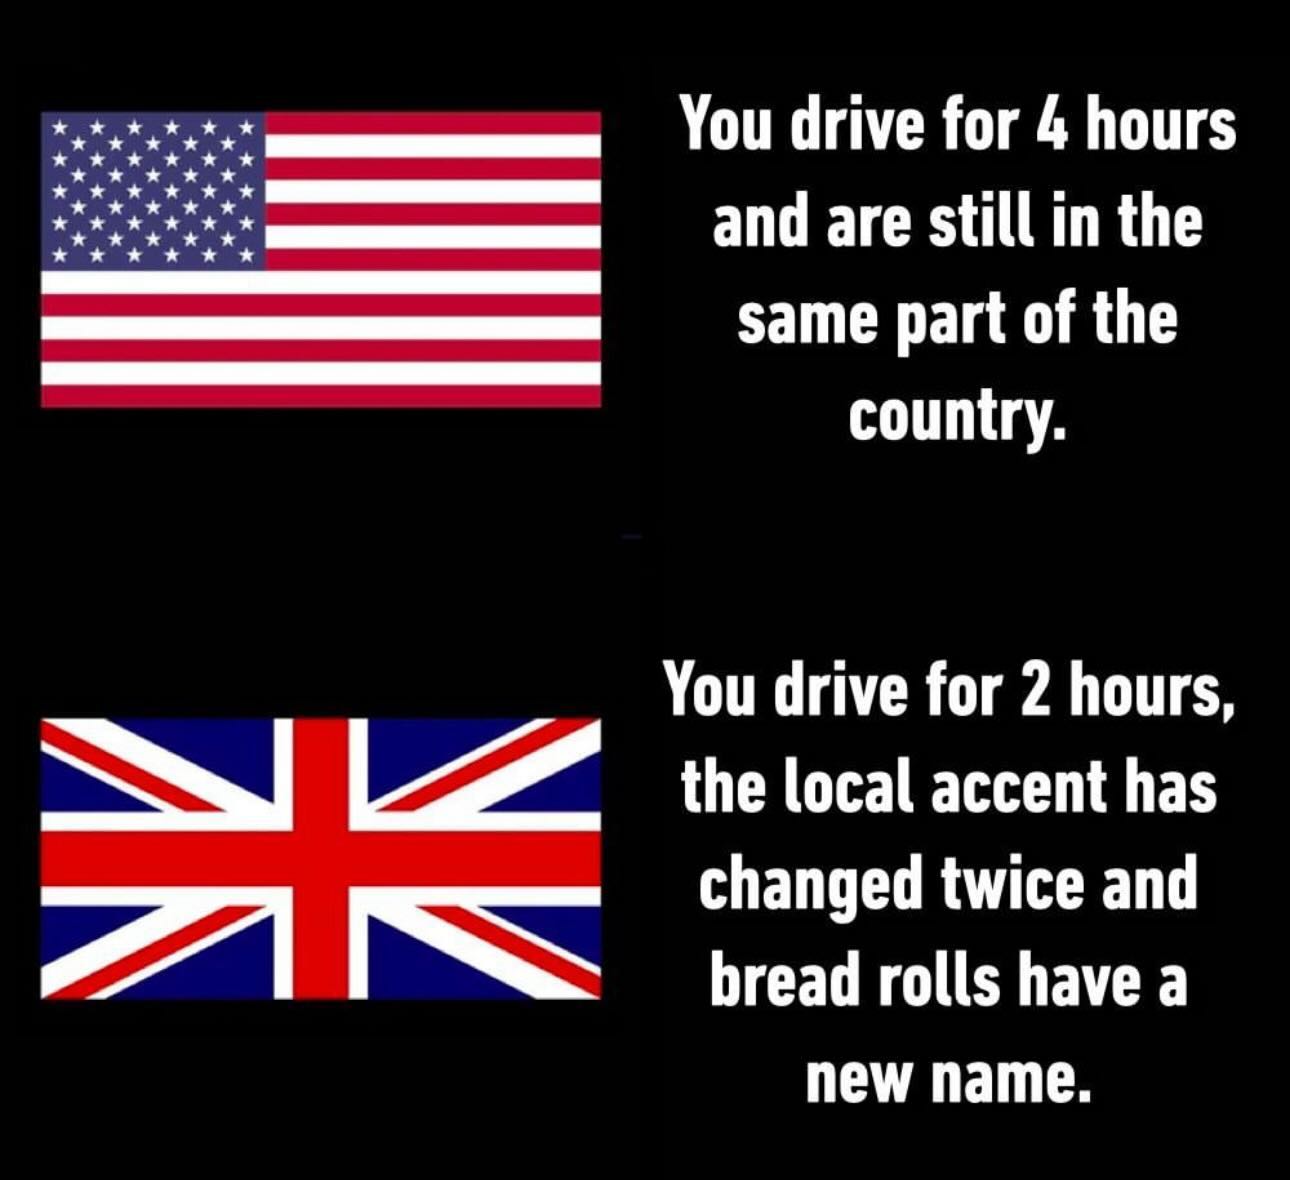 You drive for 4 hours
and are still in the
same part of the
country.
You drive for 2 hours,
the local accent has
changed twice and
bread rolls have a
new name.